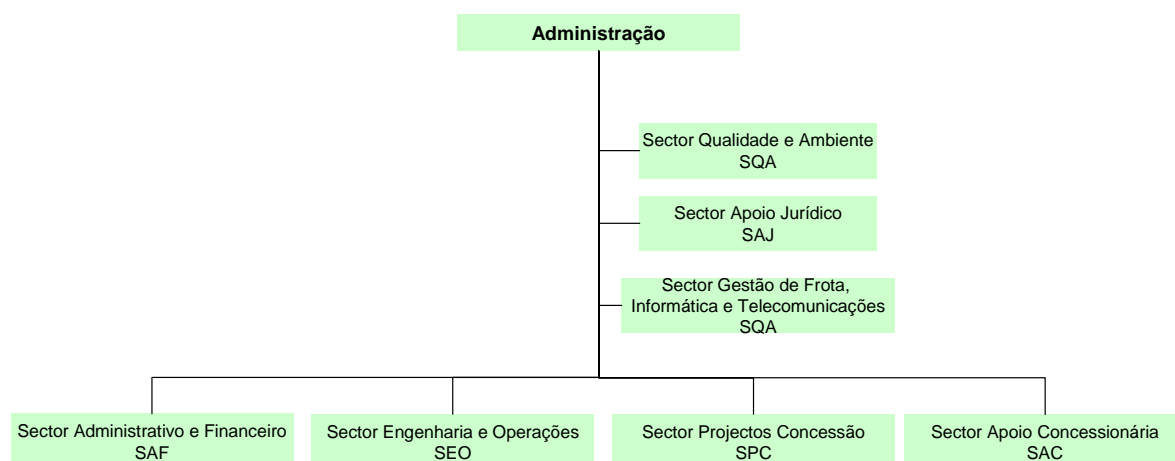 Administração
Sector Qualidade e Ambiente
SQA
Sector Apoio Jurídico
SAJ
Sector Gestão de Frota,
Informática e Telecomunicações
SQA
Sector Administrativo e Financeiro
SAF
Sector Engenharia e Operações
SEO
Sector Projectos Concessão
SPC
Sector Apoio Concessionária
SAC